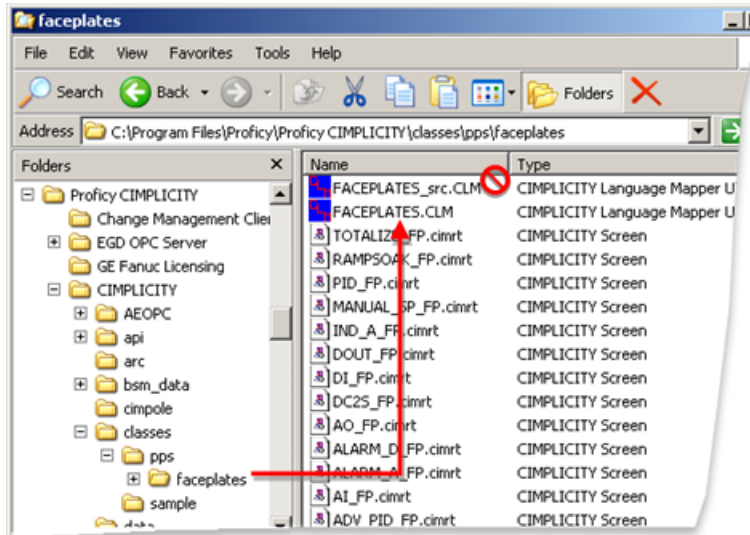 faceplates
File Edit View Favorites Tools Help
Search Back Folders
Address C:\Program Files\Proficy\Proficy CIMPLICITY\classes\pps\faceplates
Folders
Proficy CIMPLICITY
Change Management Clie
EGD OPC Server
GE Fanuc Licensing
CIMPLICITY
AEOPC
api
arc
bsm_data
cimpole
classes
pps
faceplates
sample
data
Name Type
FACEPLATES_src.CLM CIMPLICITY Language Mapper U
FACEPLATES.CLM CIMPLICITY Language Mapper U
CIMPLICITY Screen
RAMPSOAK_FP.cimrt CIMPLICITY Screen
PID_FP.cimrt CIMPLICITY Screen
MANUAL_SP_FP.cimrt CIMPLICITY Screen
IND_A_FP.cimrt CIMPLICITY Screen
DOUT_FP.cimrt CIMPLICITY Screen
DI_FP.cimrt CIMPLICITY Screen
DC2S_FP.cimrt CIMPLICITY Screen
AO_FP.cimrt CIMPLICITY Screen
ALARM_D_FP.cimrt CIMPLICITY Screen
ALARM_A_FP.cimrt CIMPLICITY Screen
AI_FP.cimrt CIMPLICITY Screen
ADV_PID_FP.cimrt CIMPLICITY Screen